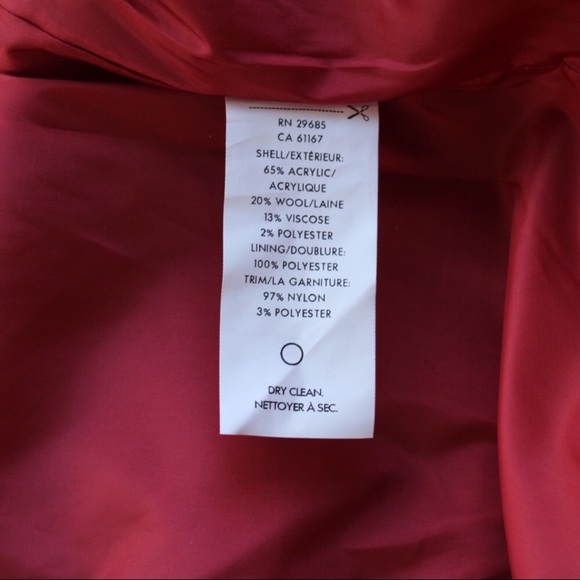 RN 29685
CA 61167
SHELL/EXTÉRIEUR:
65% ACRYLIC/
ACRYLIQUE
20% WOOL/LAINE
13% VISCOSE
2% POLYESTER
LINING/DOUBLURE:
100% POLYESTER
TRIM/LA GARNITURE:
97% NYLON
3% POLYESTER
DRY CLEAN.
NETTOYER À SEC.